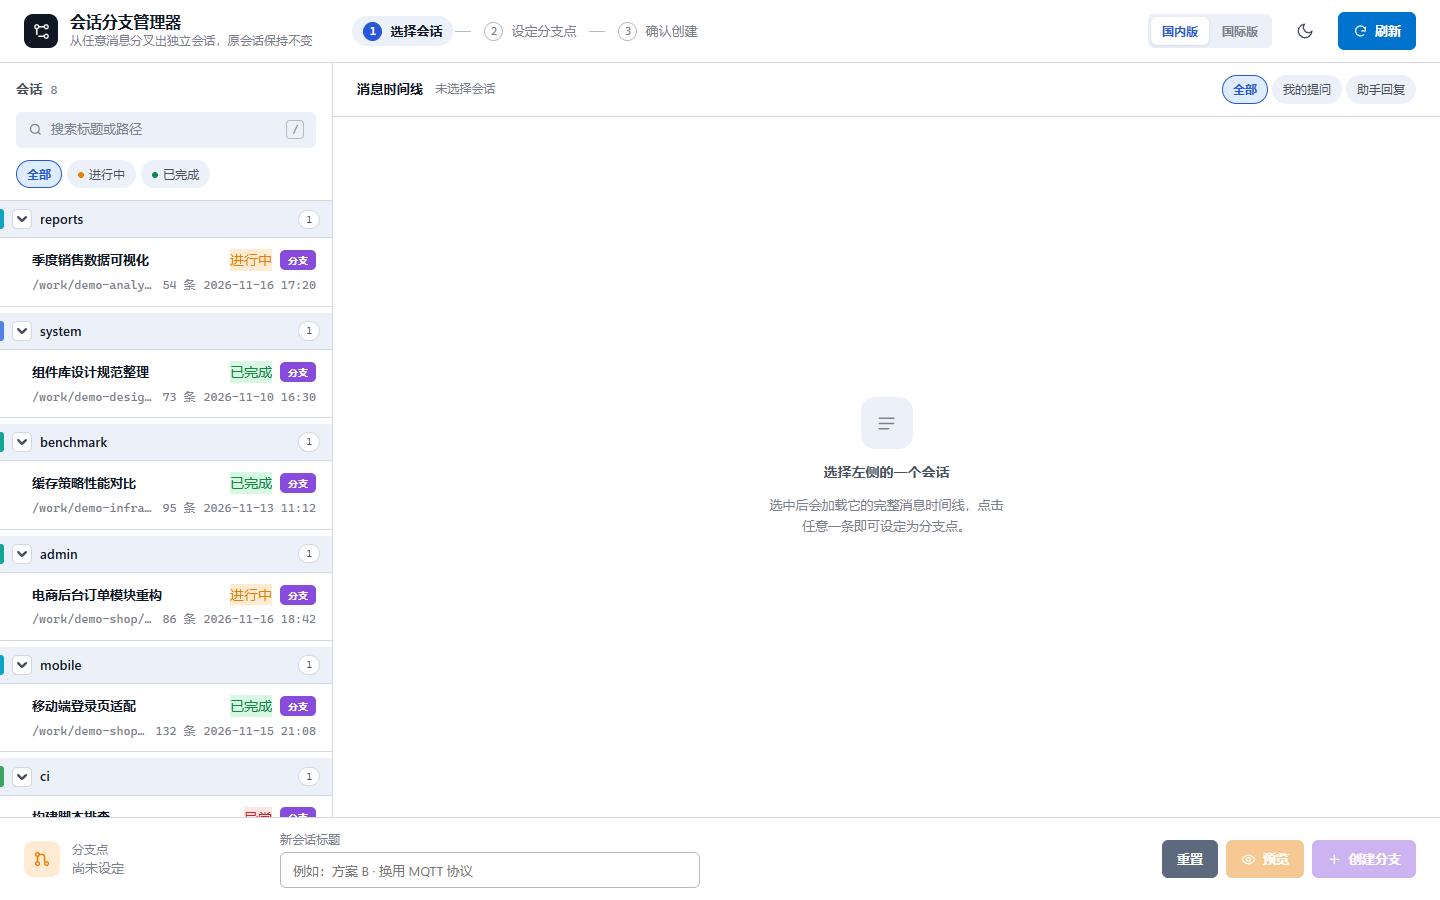 会话分支管理器
从任意消息分叉出独立会话，原会话保持不变
1 选择会话
2 设定分支点
3 确认创建
国内版 国际版
刷新
会话 8
搜索标题或路径 /
全部 进行中 已完成
消息时间线 未选择会话
全部 我的提问 助手回复
reports 1
季度销售数据可视化 进行中 分支
/work/demo-analy… 54 条 2026-11-16 17:20
system 1
组件库设计规范整理 已完成 分支
/work/demo-desig… 73 条 2026-11-10 16:30
benchmark 1
缓存策略性能对比 已完成 分支
/work/demo-infra… 95 条 2026-11-13 11:12
admin 1
电商后台订单模块重构 进行中 分支
/work/demo-shop/… 86 条 2026-11-16 18:42
mobile 1
移动端登录页适配 已完成 分支
/work/demo-shop… 132 条 2026-11-15 21:08
ci 1
构建脚本排查 异常 分支
选择左侧的一个会话
选中后会加载它的完整消息时间线，点击
任意一条即可设定为分支点。
分支点
尚未设定
新会话标题
例如：方案 B · 换用 MQTT 协议
重置 预览 创建分支